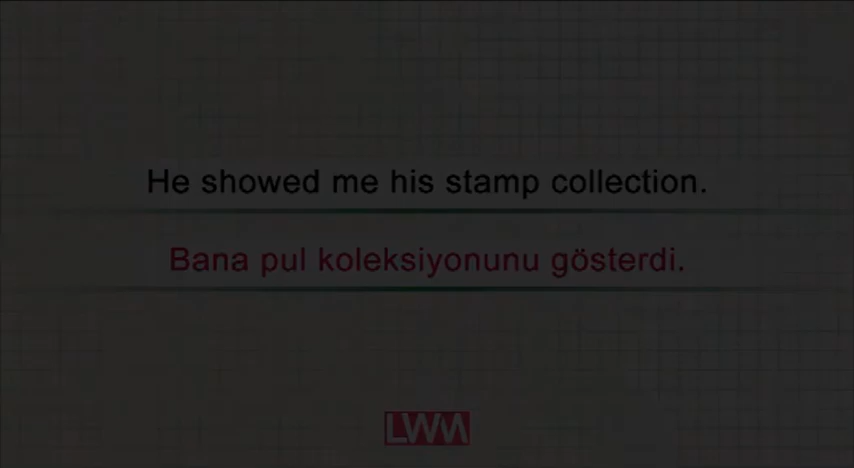 He showed me his stamp collection.
Bana pul koleksiyonunu gösterdi.
LWM